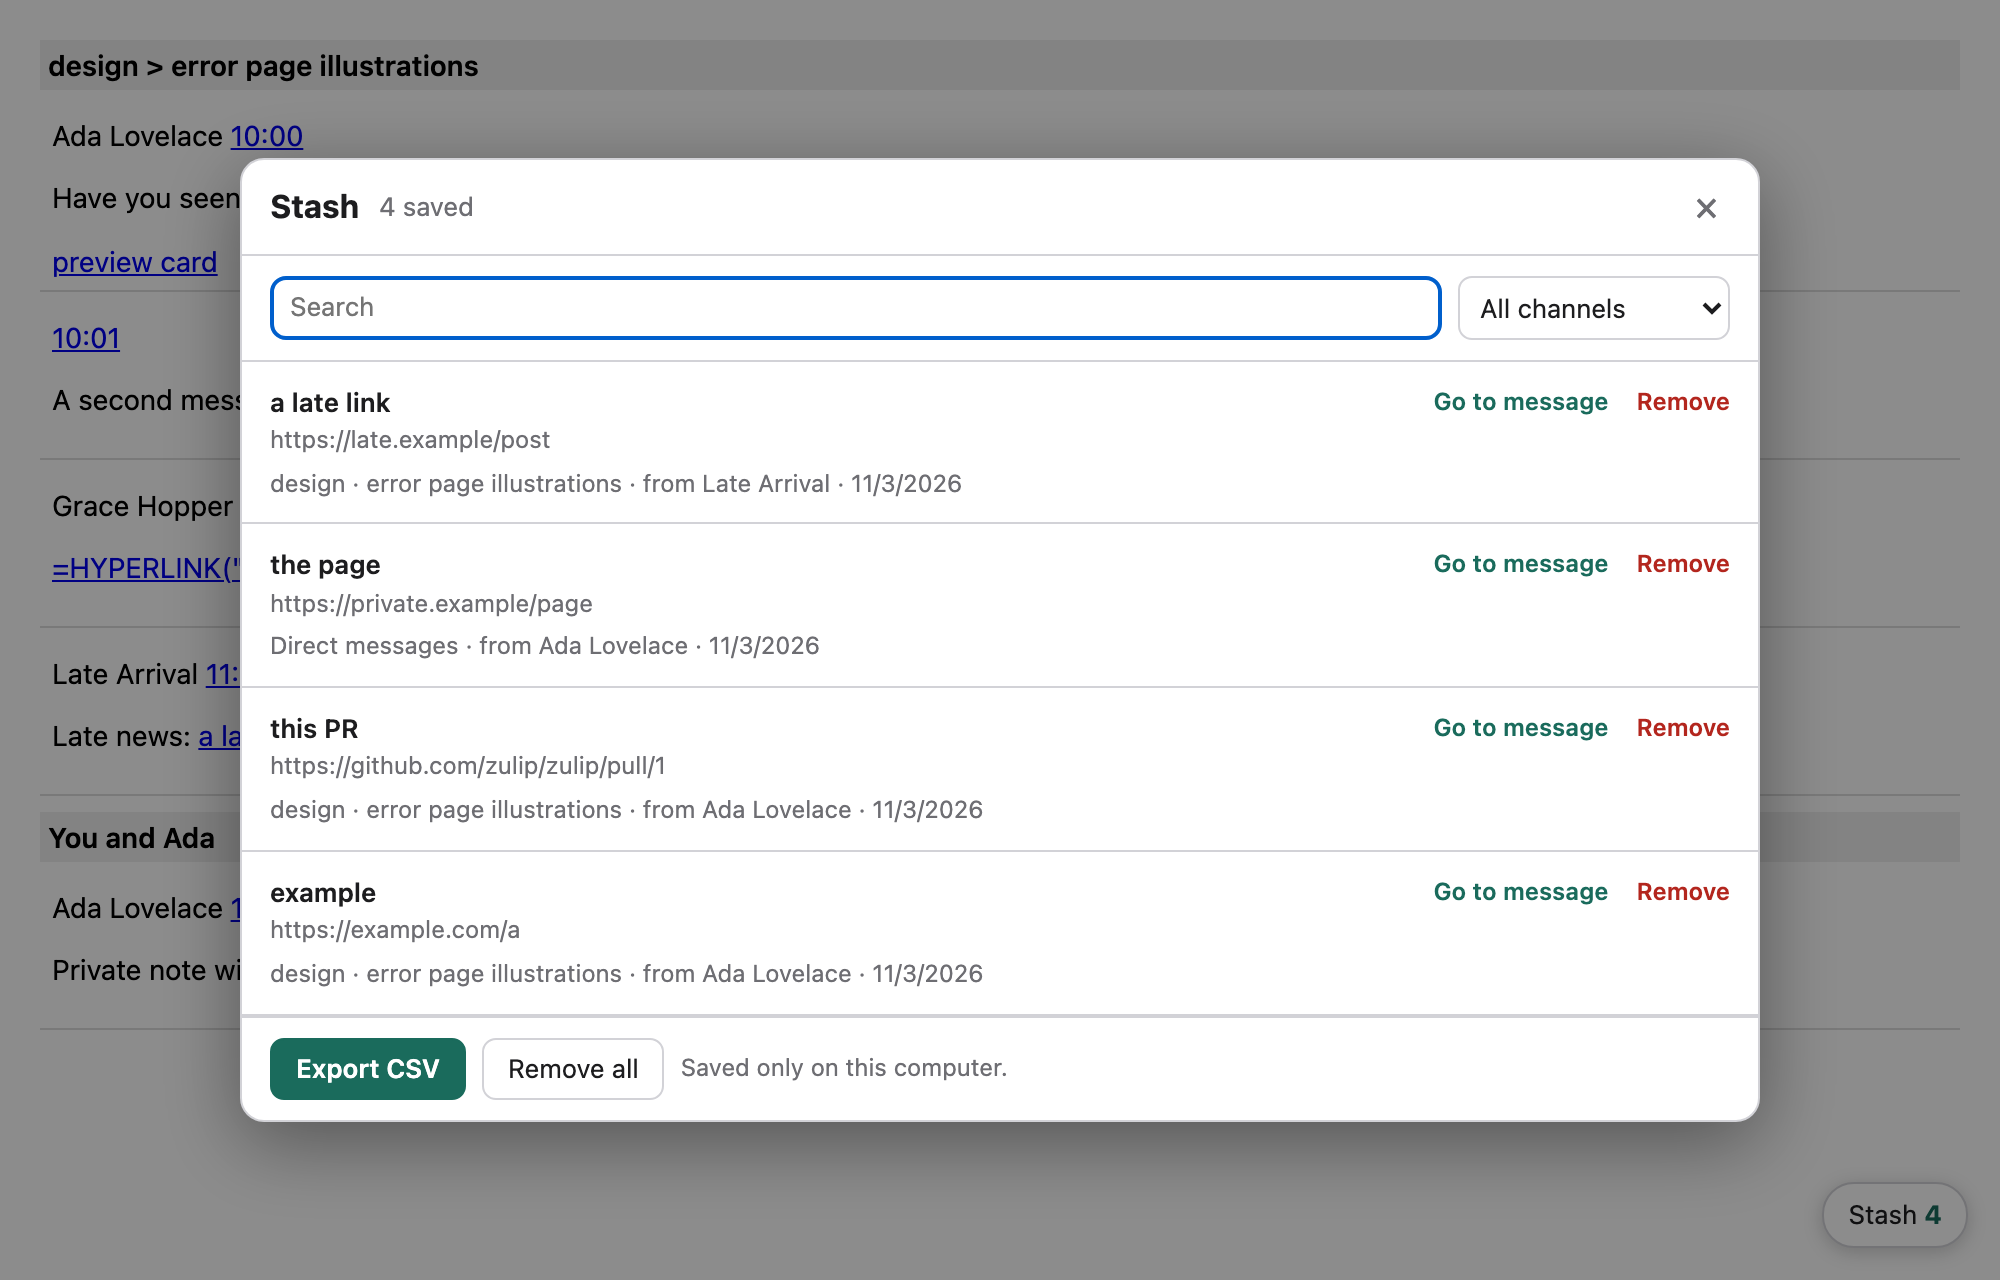 design > error page illustrations
Ada Lovelace 10:00
Have you seen
preview card
10:01
A second mess
Grace Hopper
=HYPERLINK("
Late Arrival 11:
Late news: a la
You and Ada
Ada Lovelace 1
Private note wi
Stash 4 saved
×
Search
All channels
a late link
Go to message Remove
https://late.example/post
design · error page illustrations · from Late Arrival · 11/3/2026
the page
Go to message Remove
https://private.example/page
Direct messages · from Ada Lovelace · 11/3/2026
this PR
Go to message Remove
https://github.com/zulip/zulip/pull/1
design · error page illustrations · from Ada Lovelace · 11/3/2026
example
Go to message Remove
https://example.com/a
design · error page illustrations · from Ada Lovelace · 11/3/2026
Export CSV
Remove all
Saved only on this computer.
Stash 4